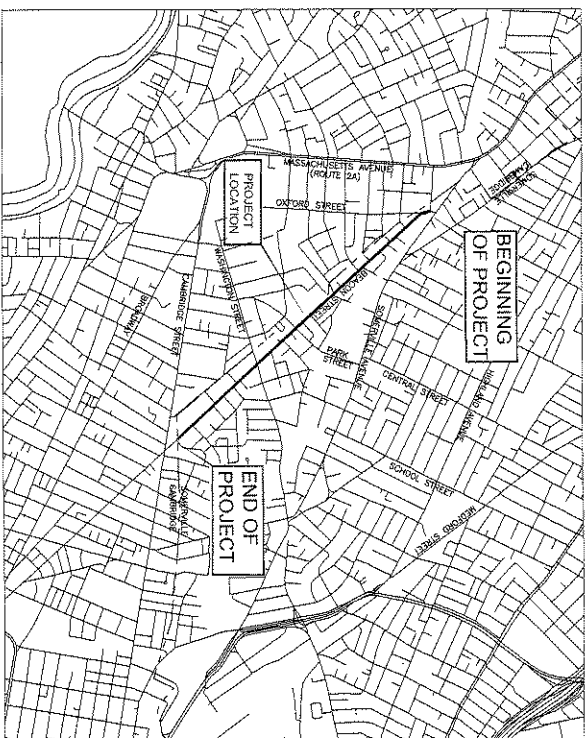 BEGINNING
OF PROJECT
SOMERVILLE
CAMBRIDGE
MASSACHUSETTS AVENUE
(ROUTE 2A)
OXFORD STREET
PROJECT
LOCATION
WASHINGTON STREET
BEACON STREET
SOMERVILLE AVENUE
PARK
STREET
CENTRAL STREET
HIGHLAND AVENUE
CAMBRIDGE STREET
BROADWAY
SCHOOL STREET
MEDFORD STREET
END OF
PROJECT
SOMERVILLE
CAMBRIDGE